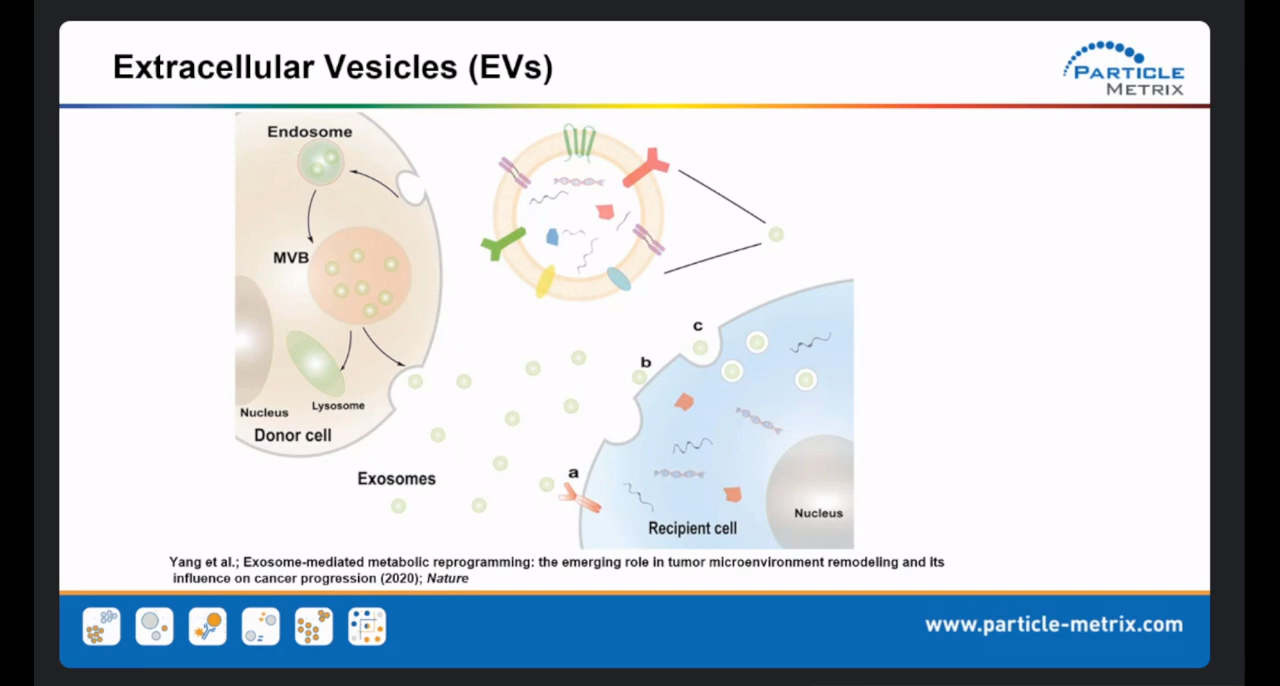 Extracellular Vesicles (EVs)
PARTICLE
METRIX
Endosome
MVB
Nucleus
Lysosome
Donor cell
Exosomes
a
b
c
Recipient cell
Nucleus
Yang et al.; Exosome-mediated metabolic reprogramming: the emerging role in tumor microenvironment remodeling and its
influence on cancer progression (2020); Nature
www.particle-metrix.com